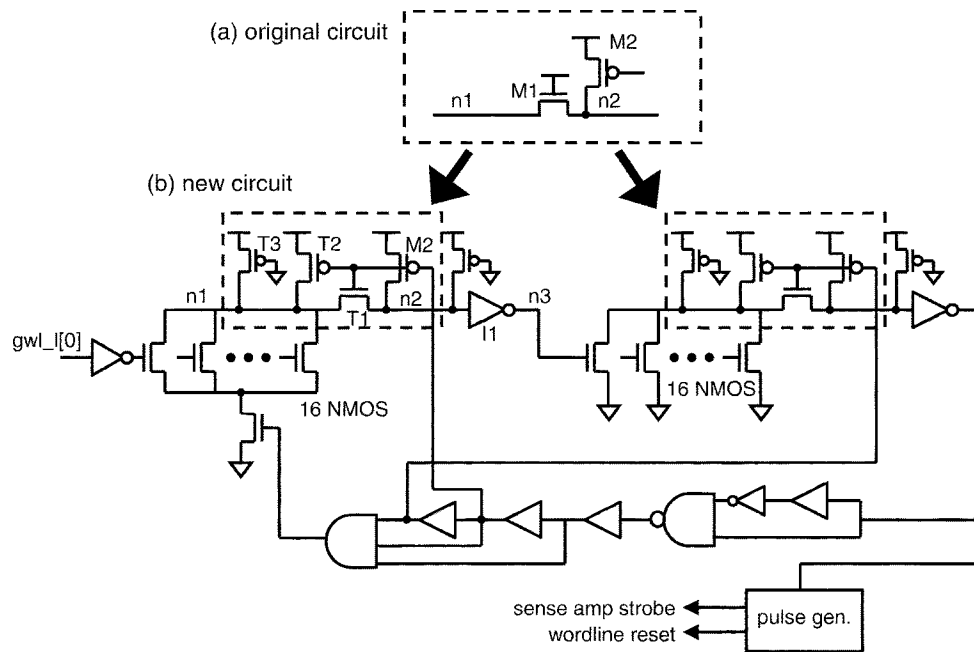 (a) original circuit
M2
M1
n1
n2
(b) new circuit
T3
T2
M2
n1
n2
n3
T1
I1
gwl_l[0]
16 NMOS
16 NMOS
sense amp strobe
wordline reset
pulse gen.